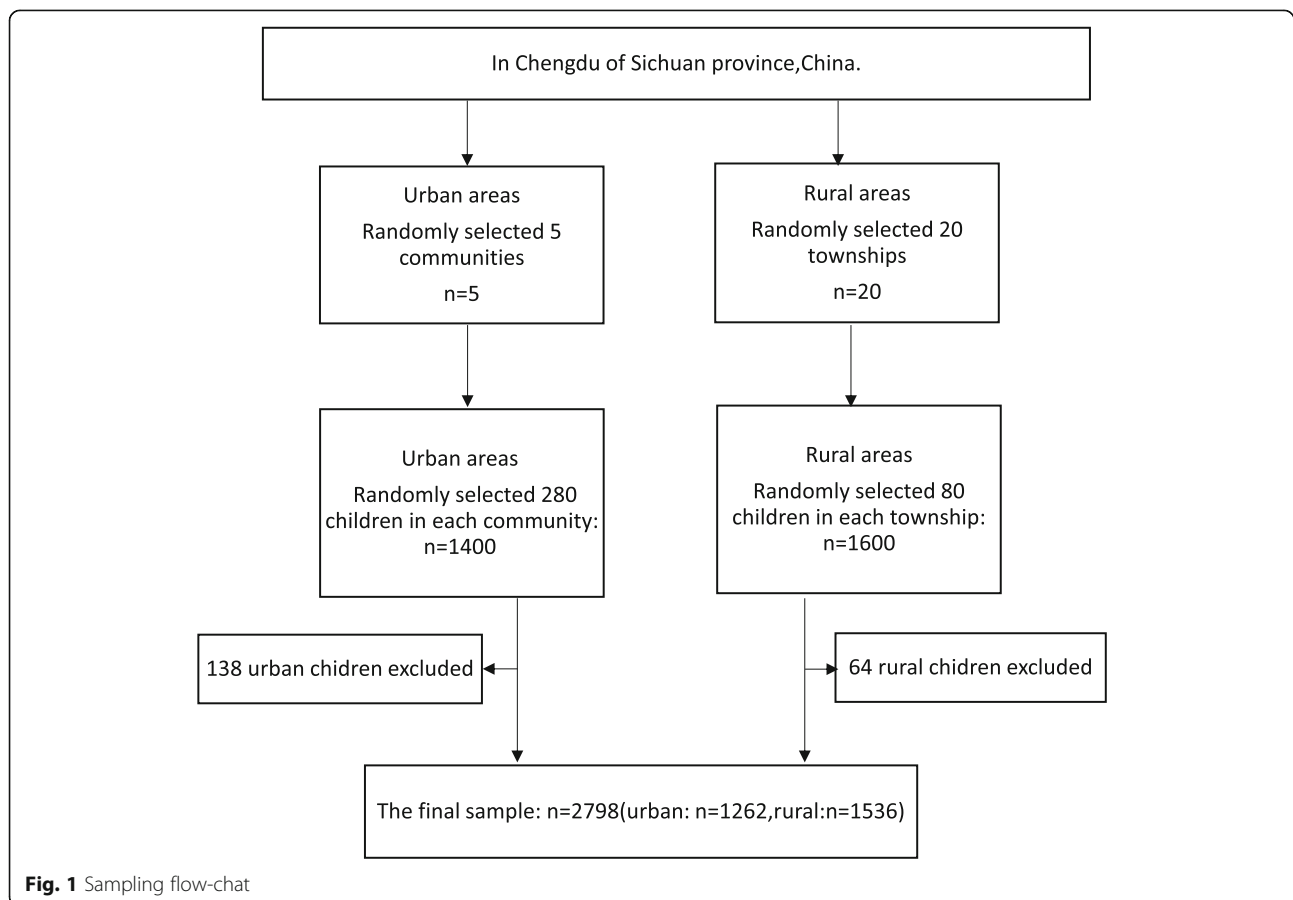 In Chengdu of Sichuan province,China.
Urban areas
Randomly selected 5
communities
n=5
Rural areas
Randomly selected 20
townships
n=20
Urban areas
Randomly selected 280
children in each community:
n=1400
Rural areas
Randomly selected 80
children in each township:
n=1600
138 urban chidren excluded
64 rural chidren excluded
The final sample: n=2798(urban: n=1262,rural:n=1536)
Fig. 1 Sampling flow-chat